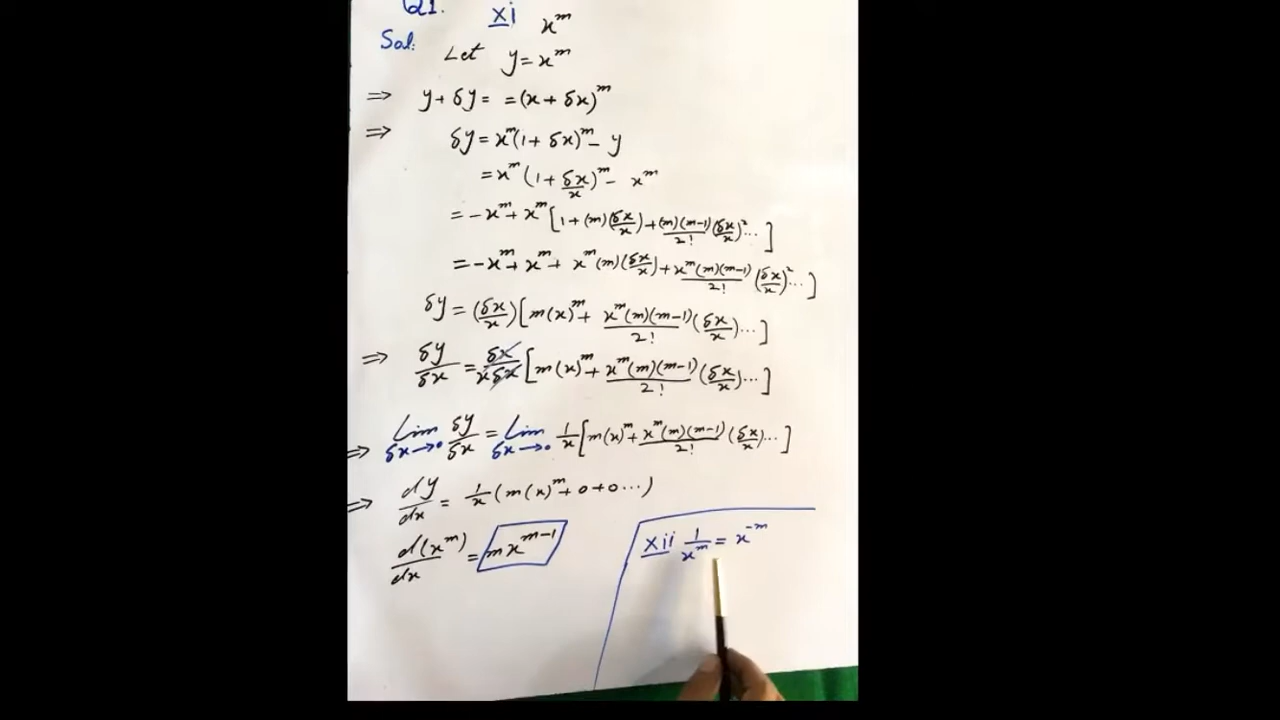 Q1. xi x^m
Sol: Let y = x^m
⇒ y + δy = = (x + δx)^m
⇒ δy = x^m (1 + δx)^m - y
= x^m (1 + δx/x)^m - x^m
= -x^m + x^m [1 + (m)(δx/x) + (m)(m-1)/2! (δx/x)^2 ...]
= -x^m + x^m + x^m (m)(δx/x) + x^m (m)(m-1)/2! (δx/x)^2 ...]
δy = (δx/x) [m(x)^m + x^m (m)(m-1)/2! (δx/x) ...]
⇒ δy/δx = δx/xδx [m(x)^m + x^m (m)(m-1)/2! (δx/x) ...]
⇒ Lim δx→0 δy/δx = Lim δx→0 1/x [m(x)^m + x^m (m)(m-1)/2! (δx/x) ...]
⇒ dy/dx = 1/x (m(x)^m + 0 + 0 ...)
d(x^m)/dx = mx^(m-1)
xii 1/x^m = x^-m